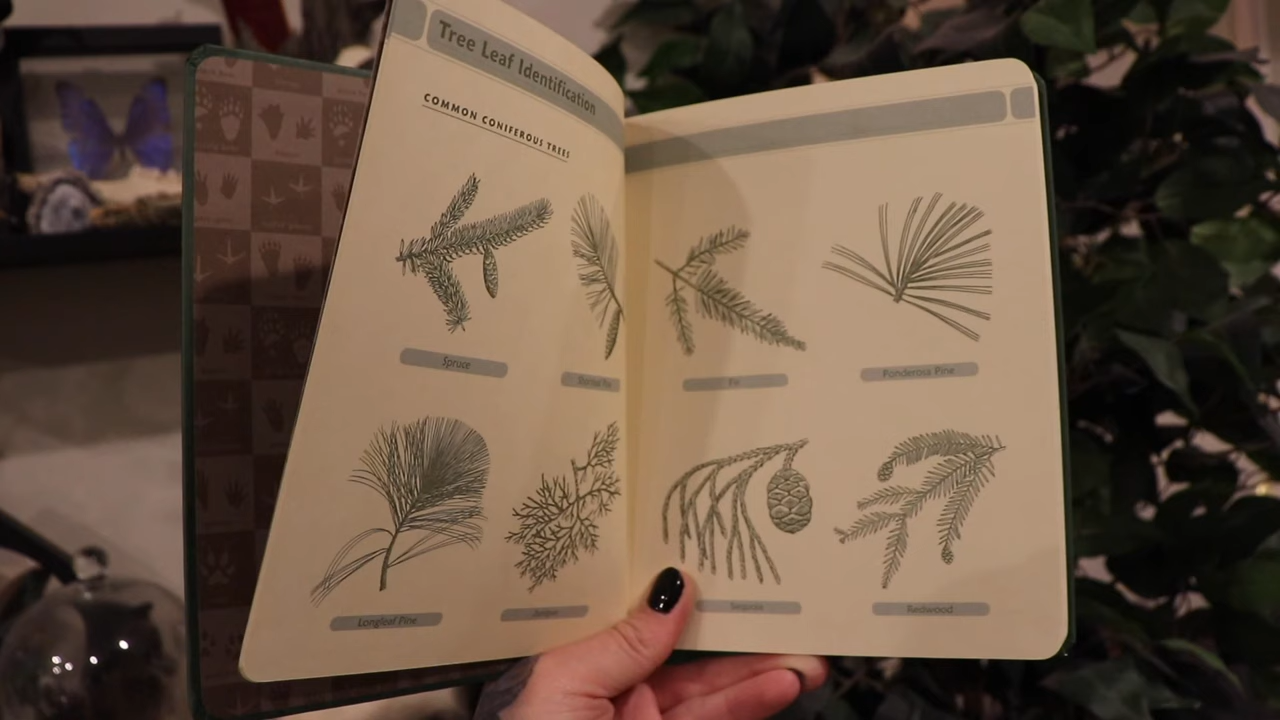 Tree Leaf Identification
COMMON CONIFEROUS TREES
Spruce
Fir
Ponderosa Pine
Longleaf Pine
Juniper
Sequoia
Redwood